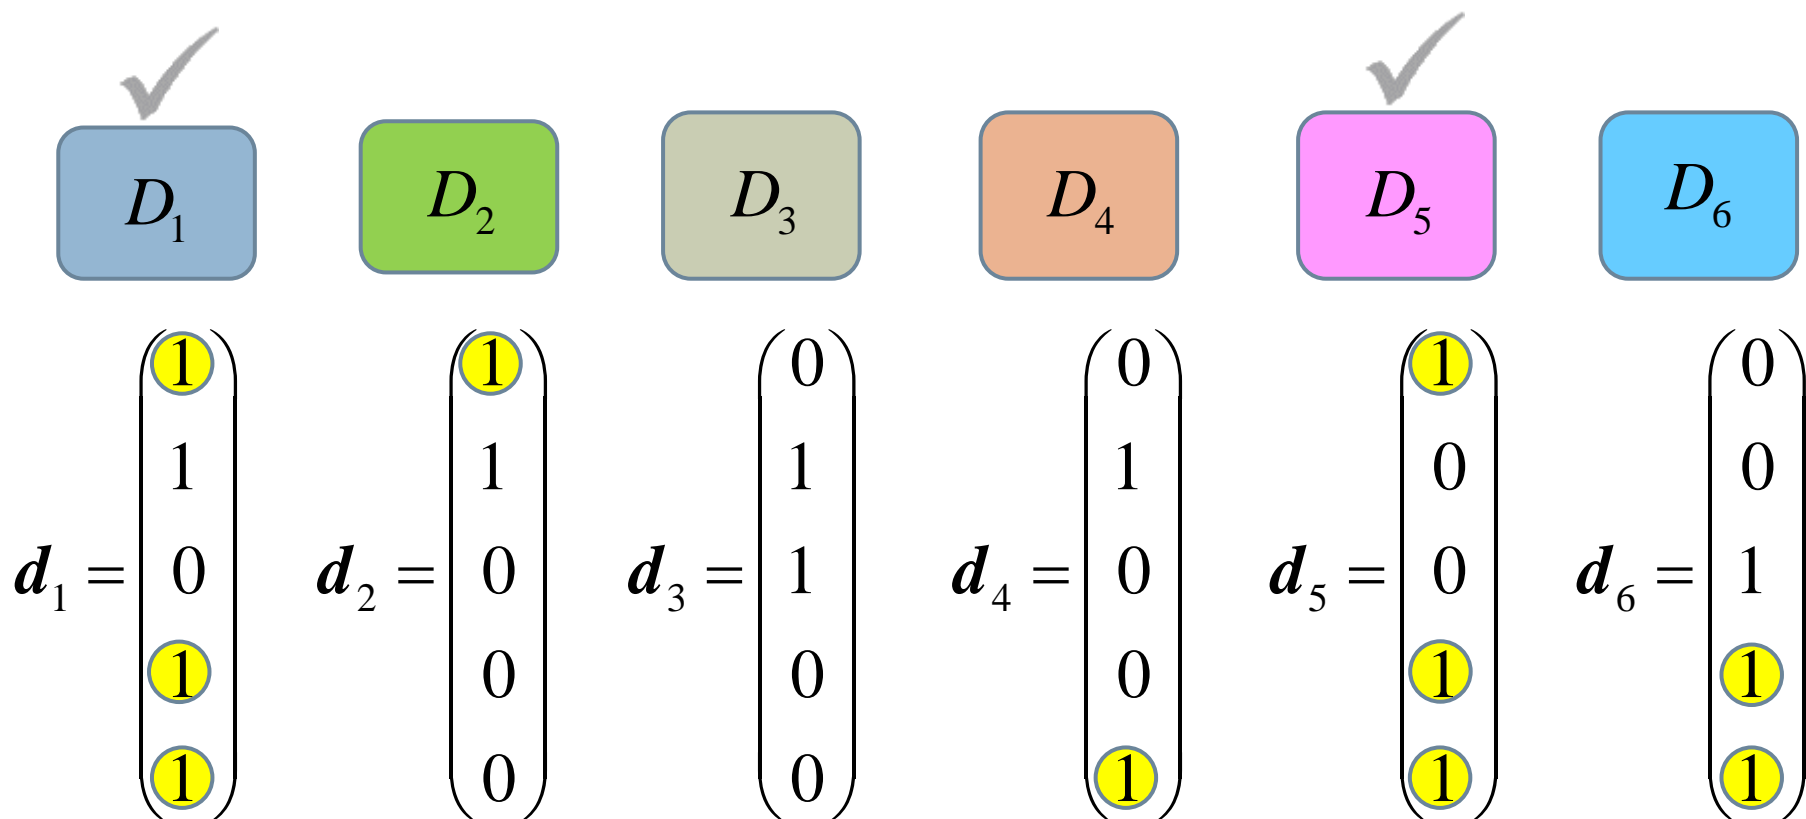 D₁ D₂ D₃ D₄ D₅ D₆
1 1 0 0 1 0
1 1 1 1 0 0
d₁ = 0 d₂ = 0 d₃ = 1 d₄ = 0 d₅ = 0 d₆ = 1
1 0 0 0 1 1
1 0 0 1 1 1